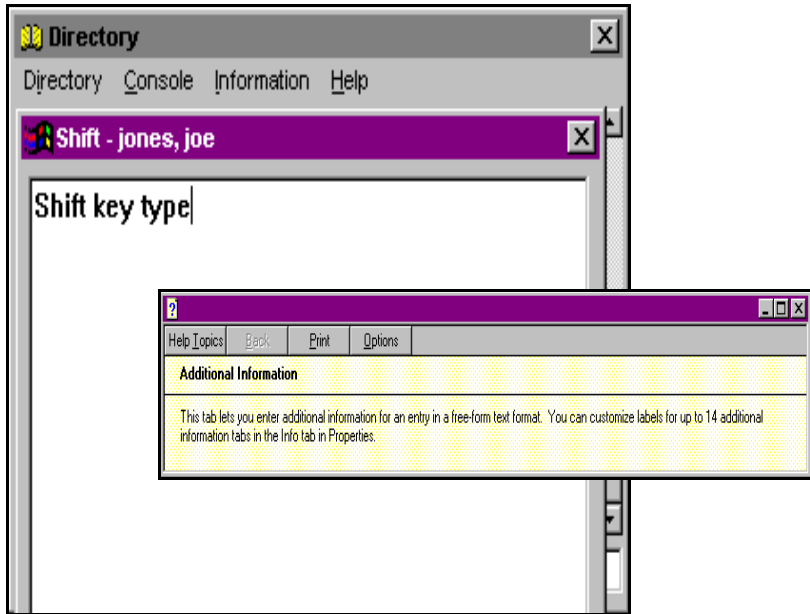 Directory
Directory Console Information Help
Shift - jones, joe
Shift key type
Help Topics Back Print Options
Additional Information
This tab lets you enter additional information for an entry in a free-form text format. You can customize labels for up to 14 additional
information tabs in the Info tab in Properties.